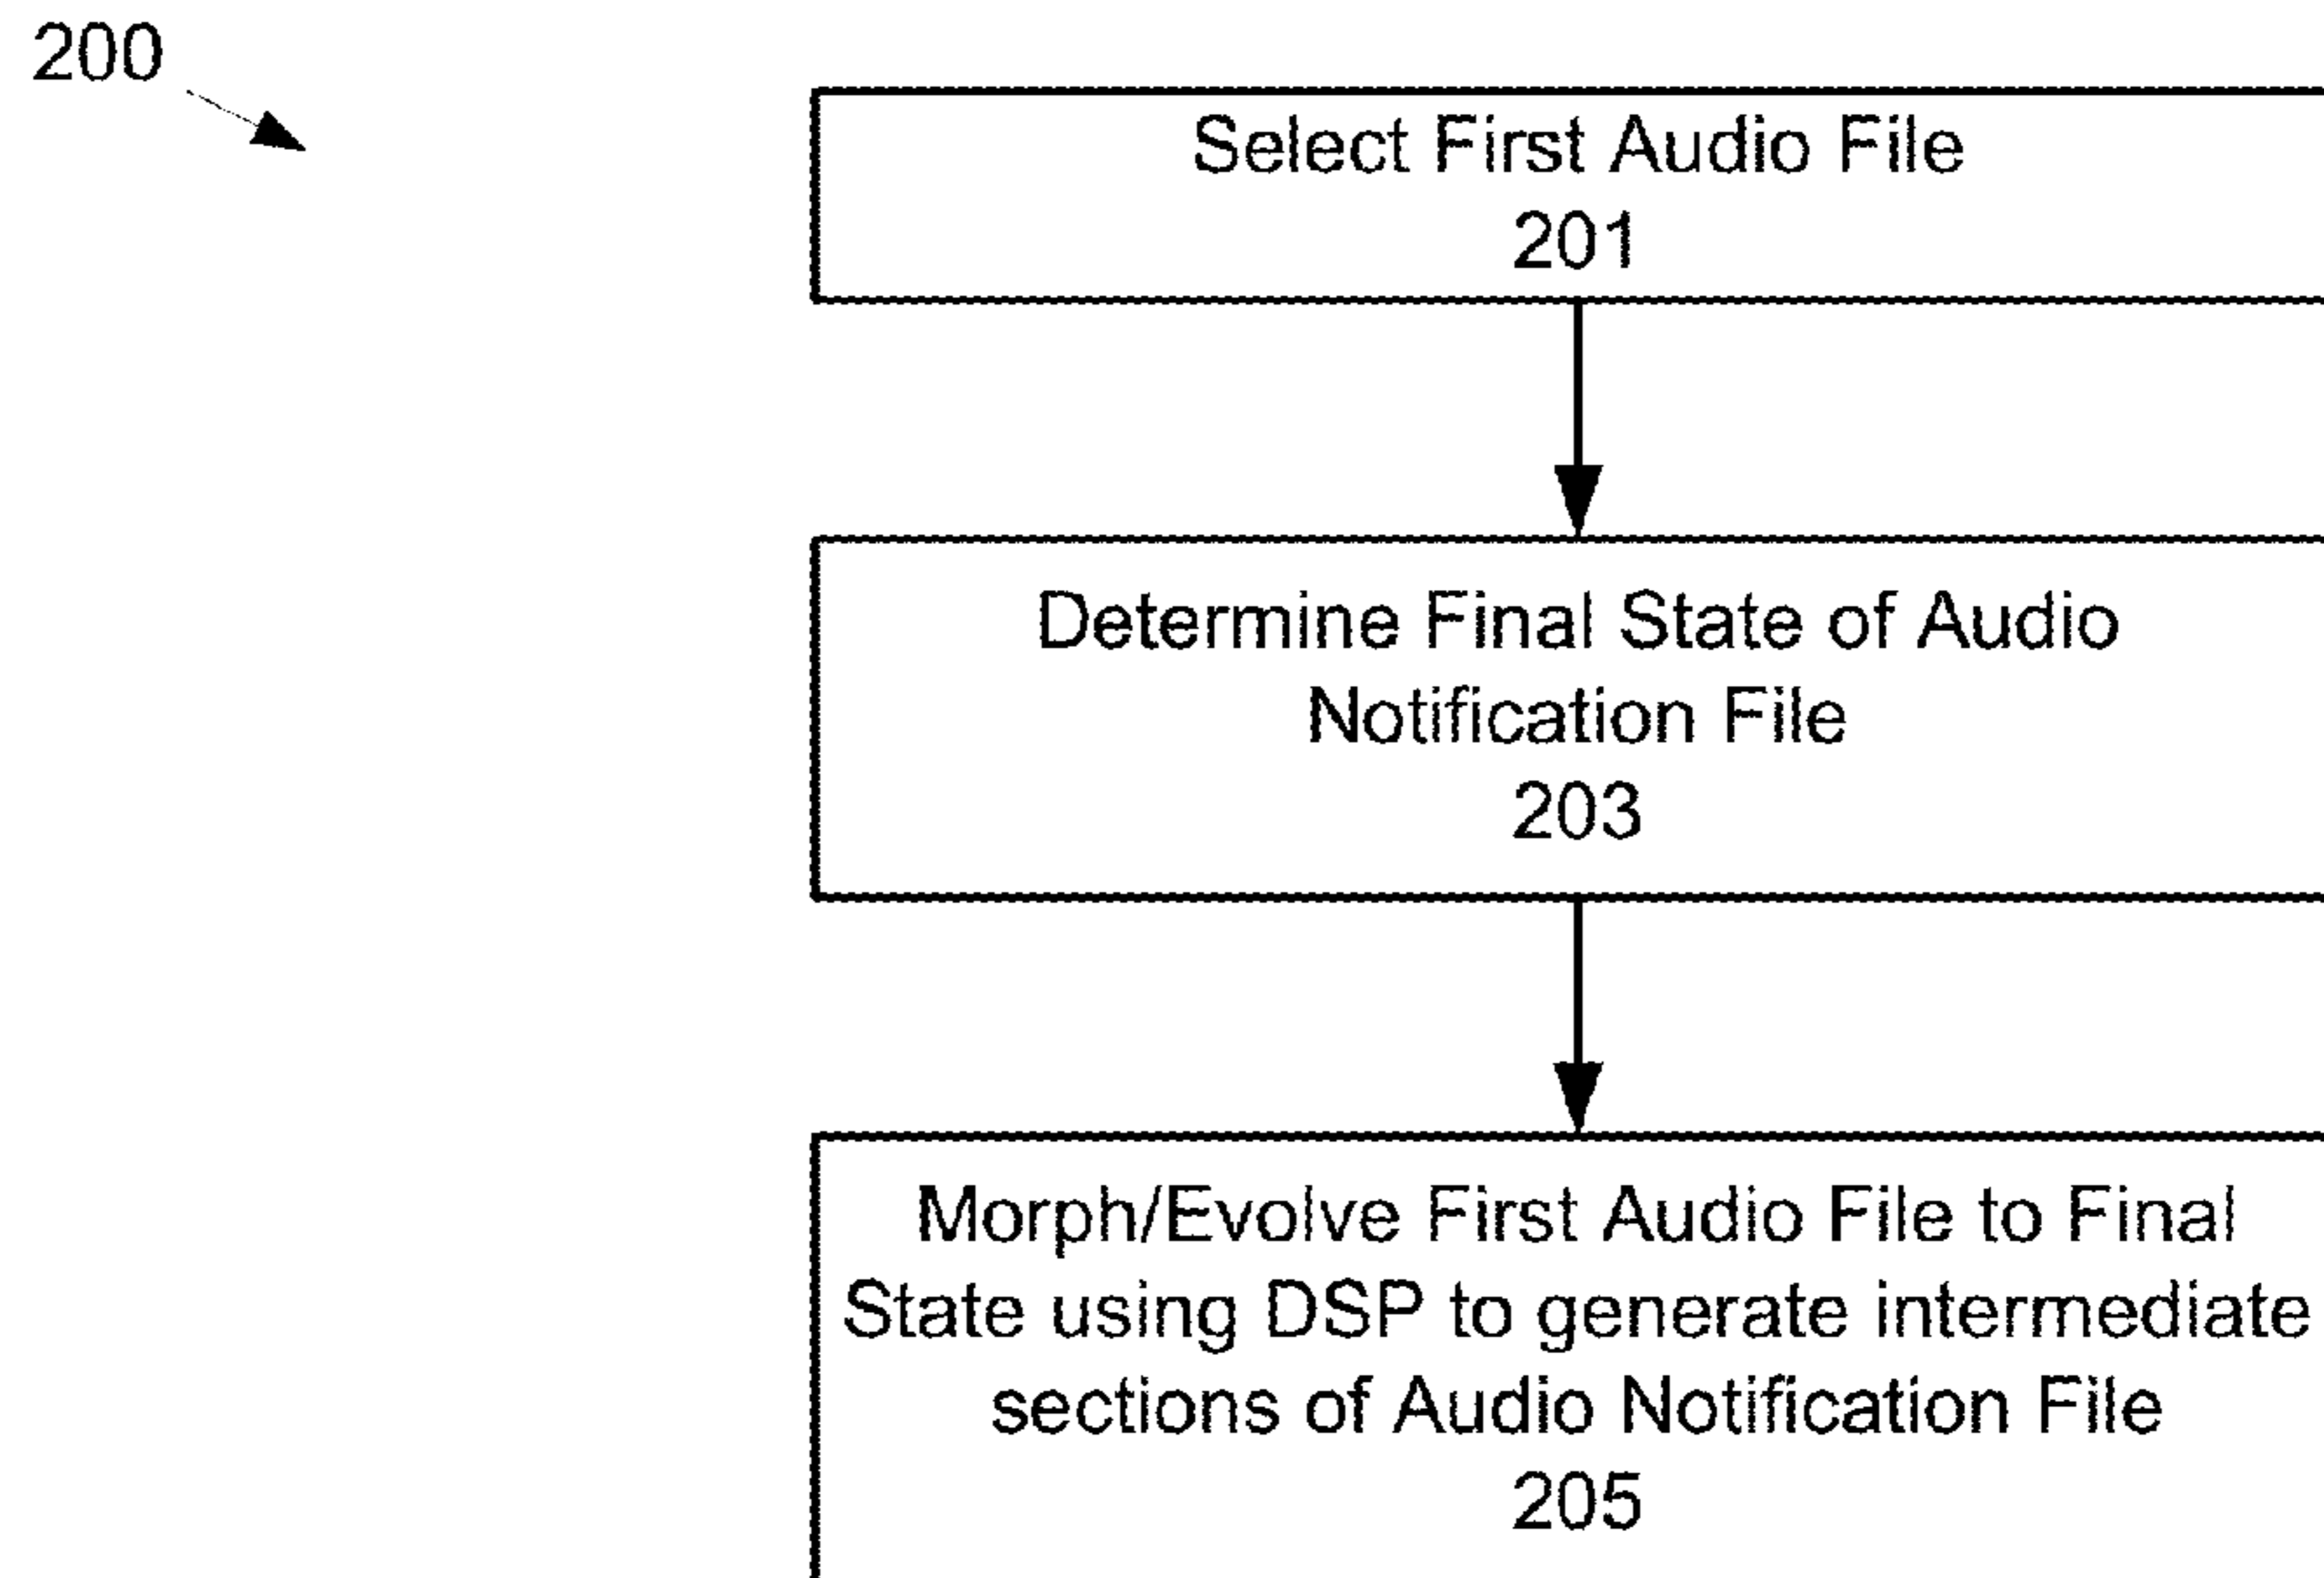 200
Select First Audio File
201
Determine Final State of Audio
Notification File
203
Morph/Evolve First Audio File to Final
State using DSP to generate intermediate
sections of Audio Notification File
205